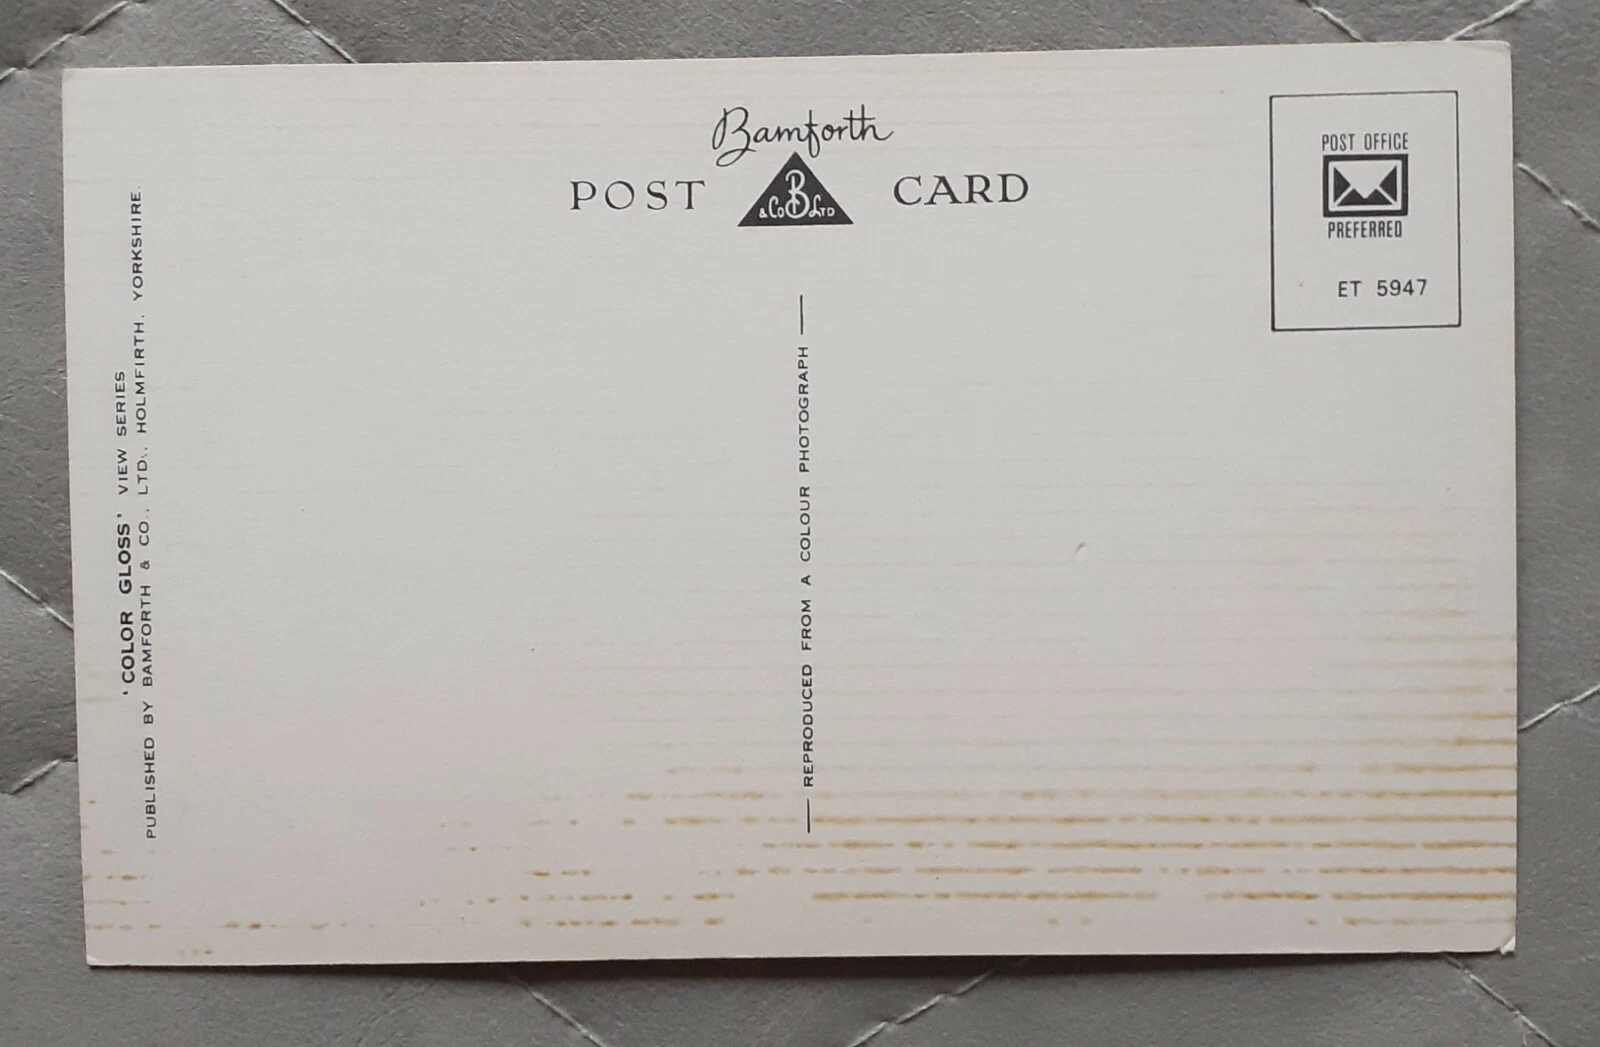 Bamforth
POST CARD
B
& Co Ltd
POST OFFICE
PREFERRED
ET 5947
'COLOR GLOSS' VIEW SERIES
PUBLISHED BY BAMFORTH & CO., LTD., HOLMFIRTH, YORKSHIRE.
REPRODUCED FROM A COLOUR PHOTOGRAPH